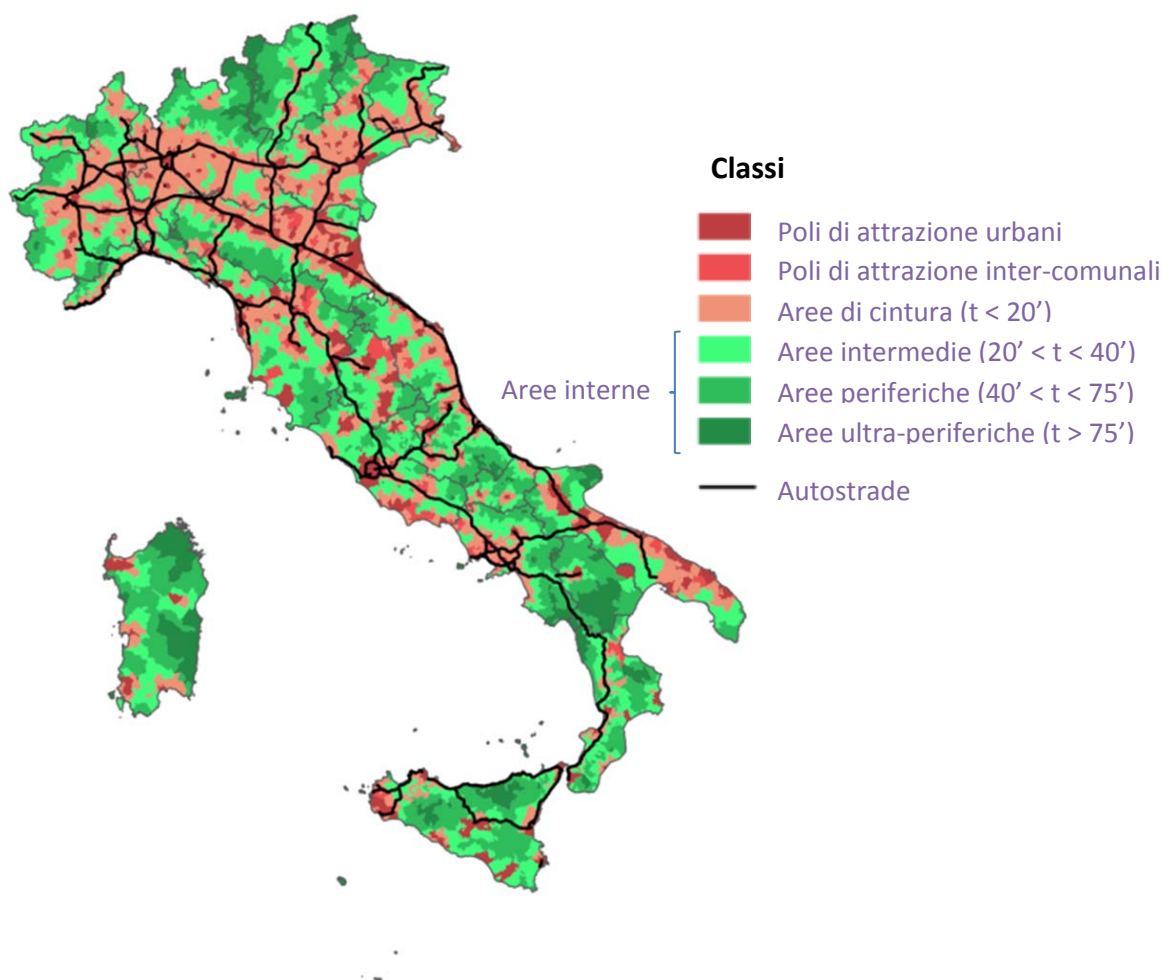 Classi
Poli di attrazione urbani
Poli di attrazione inter-comunali
Aree di cintura (t < 20’)
Aree intermedie (20’ < t < 40’)
Aree interne
Aree periferiche (40’ < t < 75’)
Aree ultra-periferiche (t > 75’)
Autostrade